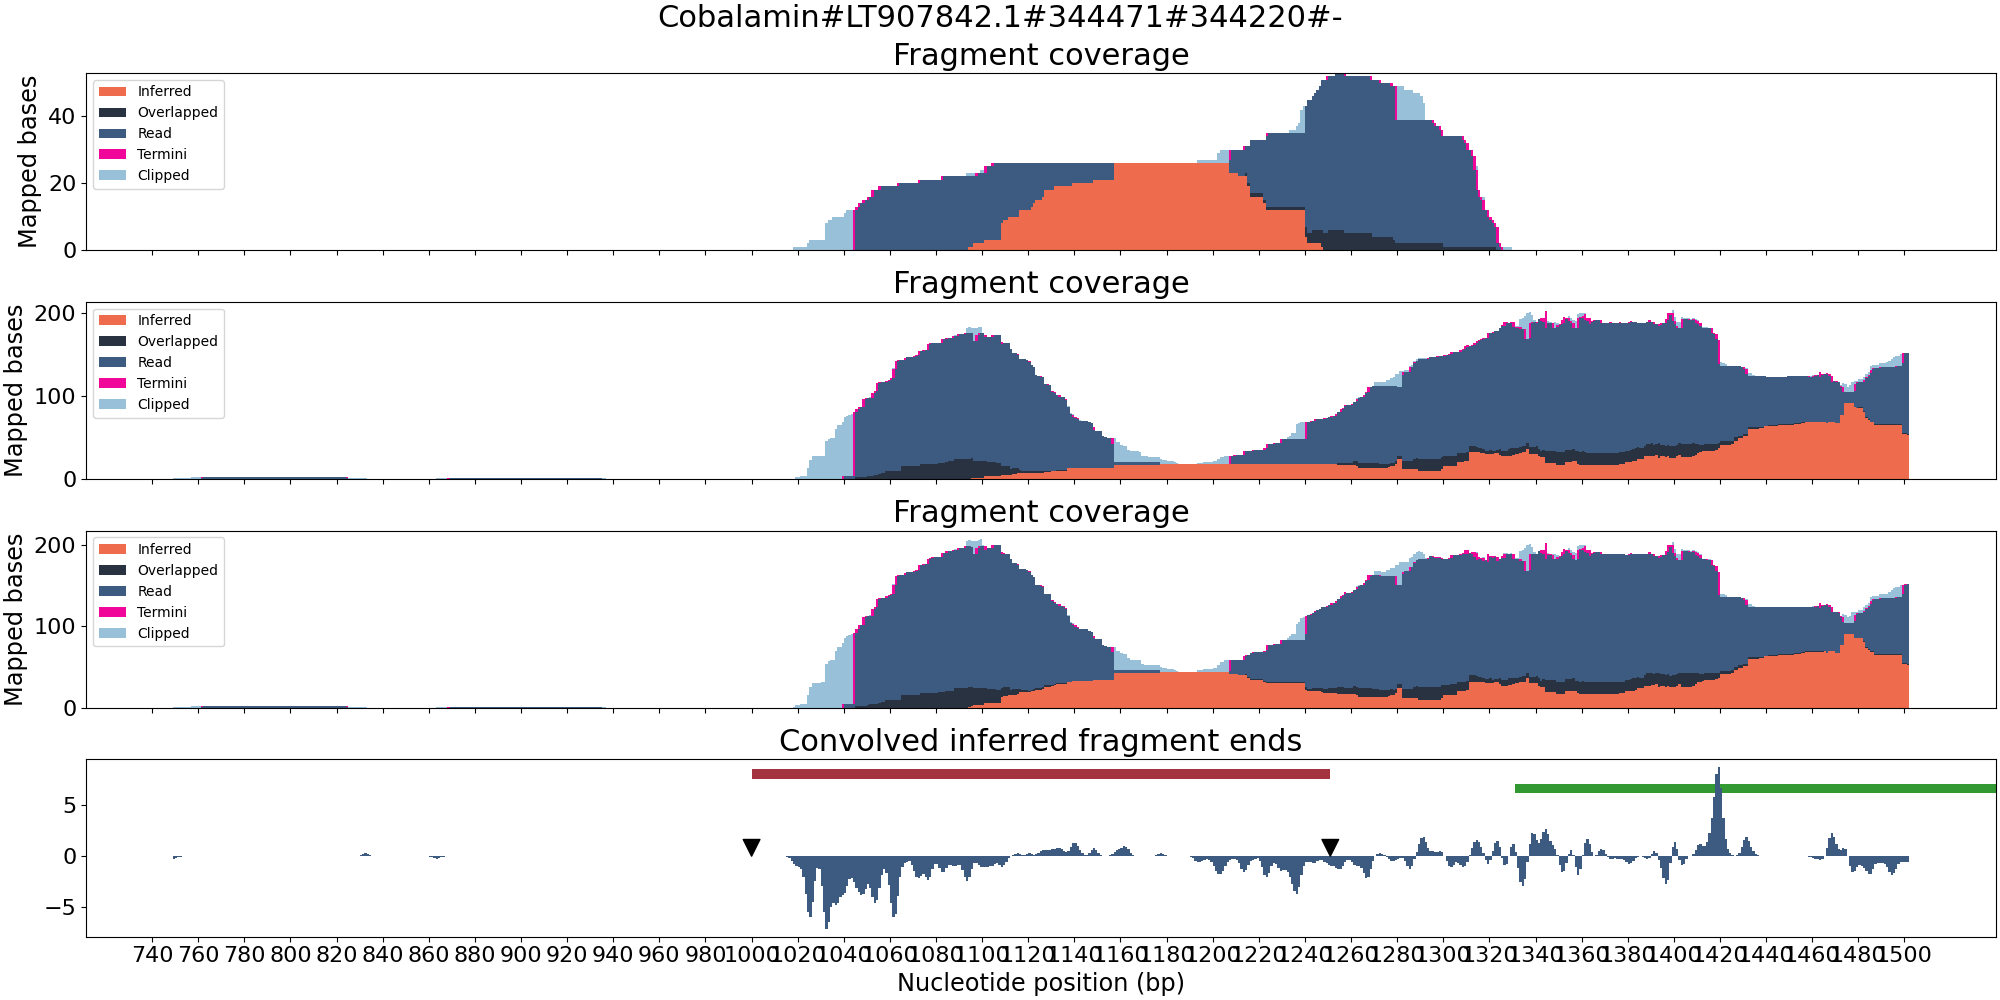 Cobalamin#LT907842.1#344471#344220#-
Fragment coverage
Mapped bases
40
20
0
Inferred
Overlapped
Read
Termini
Clipped
Fragment coverage
Mapped bases
200
100
0
Inferred
Overlapped
Read
Termini
Clipped
Fragment coverage
Mapped bases
200
100
0
Inferred
Overlapped
Read
Termini
Clipped
Convolved inferred fragment ends
5
0
−5
740 760 780 800 820 840 860 880 900 920 940 960 980 1000 1020 1040 1060 1080 1100 1120 1140 1160 1180 1200 1220 1240 1260 1280 1300 1320 1340 1360 1380 1400 1420 1440 1460 1480 1500
Nucleotide position (bp)